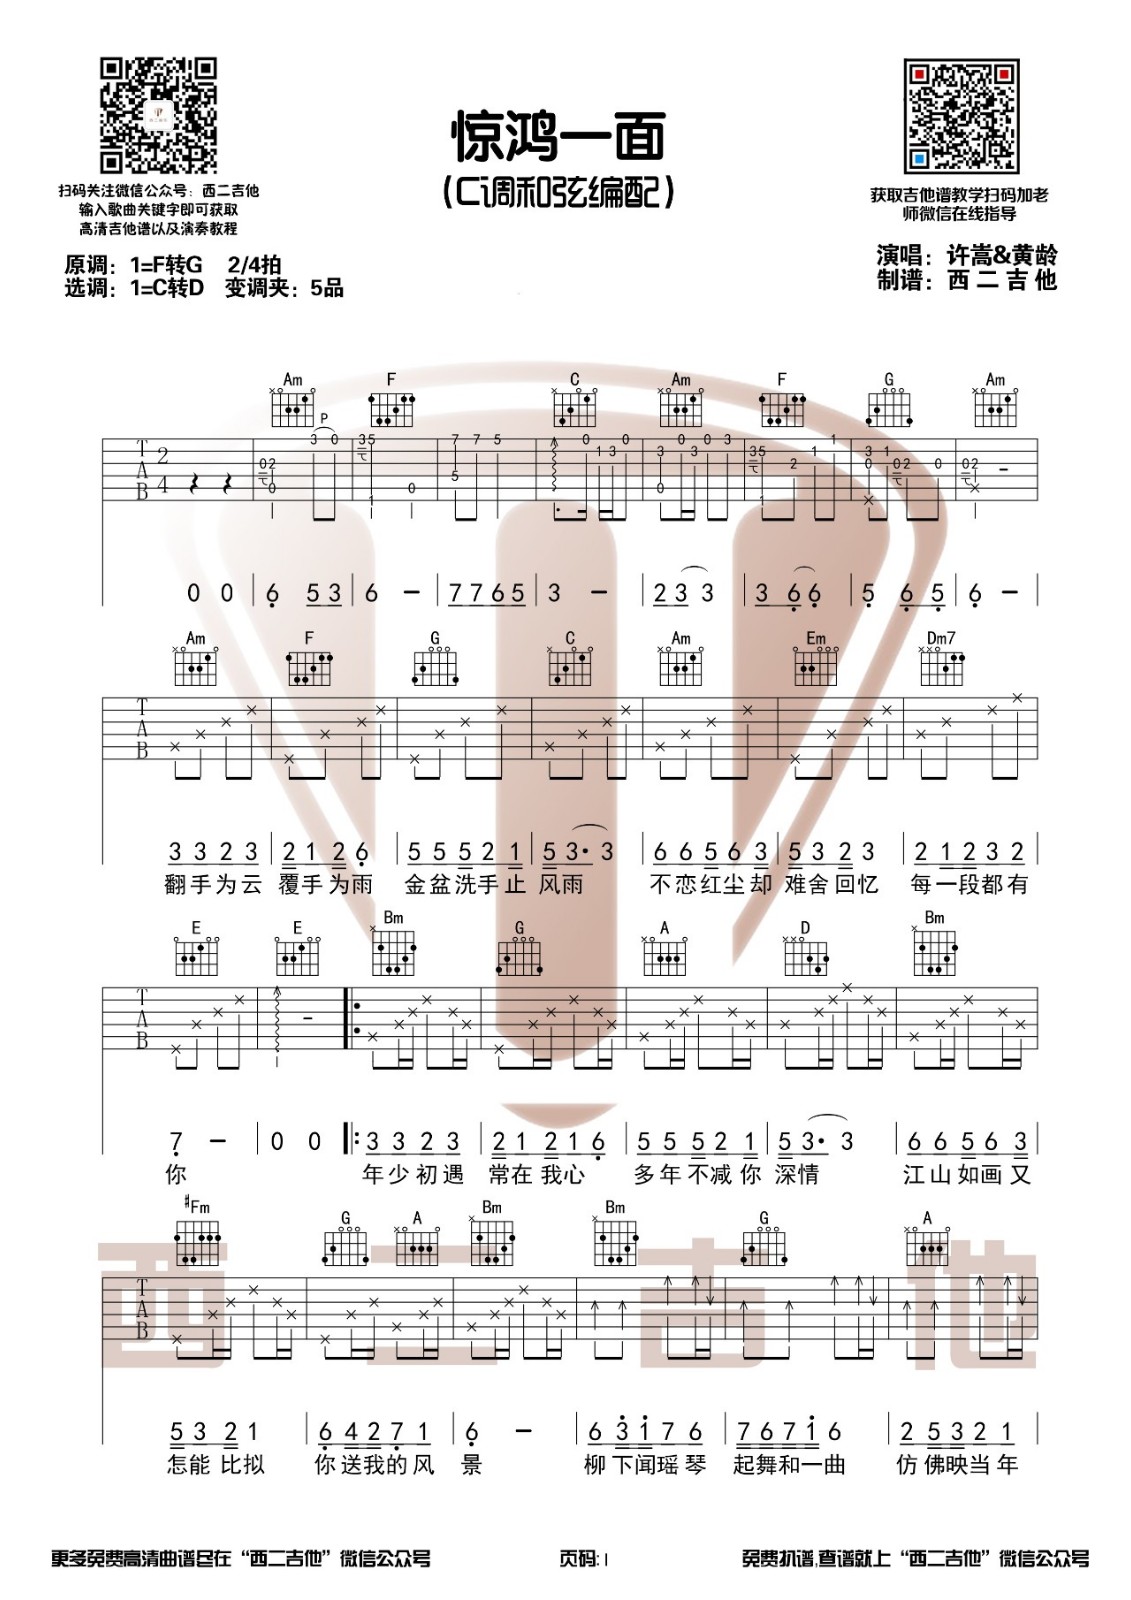 惊鸿一面
(C调和弦编配)
扫码关注微信公众号：西二吉他
输入歌曲关键字即可获取
高清吉他谱以及演奏教程
获取吉他谱教学扫码加老
师微信在线指导
原调：1=F转G 2/4拍
选调：1=C转D 变调夹：5品
演唱：许嵩&黄龄
制谱：西二吉他
Am F C Am F G Am
P
T A B 2 4
0 0 6 5 3 6 - 7 7 6 5 3 - 2 3 3 3 6 6 5 6 5 6 -
Am F G C Am Em Dm7
T A B
3 3 2 3 2 1 2 6 5 5 5 2 1 5 3· 3 6 6 5 6 3 5 3 2 3 2 1 2 3 2
翻手为云 覆手为雨 金盆洗手止 风雨 不恋红尘却 难舍回忆 每一段都有
E E Bm G A D Bm
T A B
7 - 0 0 3 3 2 3 2 1 2 1 6 5 5 5 2 1 5 3· 3 6 6 5 6 3
你 年少初遇 常在我心 多年不减你 深情 江山如画又
#Fm G A Bm Bm G A
T A B
5 3 2 1 6 4 2 7 1 6 - 6 3 1 7 6 7 6 7 1 6 2 5 3 2 1
怎能比拟 你送我的风 景 柳下闻瑶琴 起舞和一曲 仿佛映当年
西二吉他
更多免费高清曲谱尽在“西二吉他”微信公众号
页码:1
免费扒谱,查谱就上“西二吉他”微信公众号